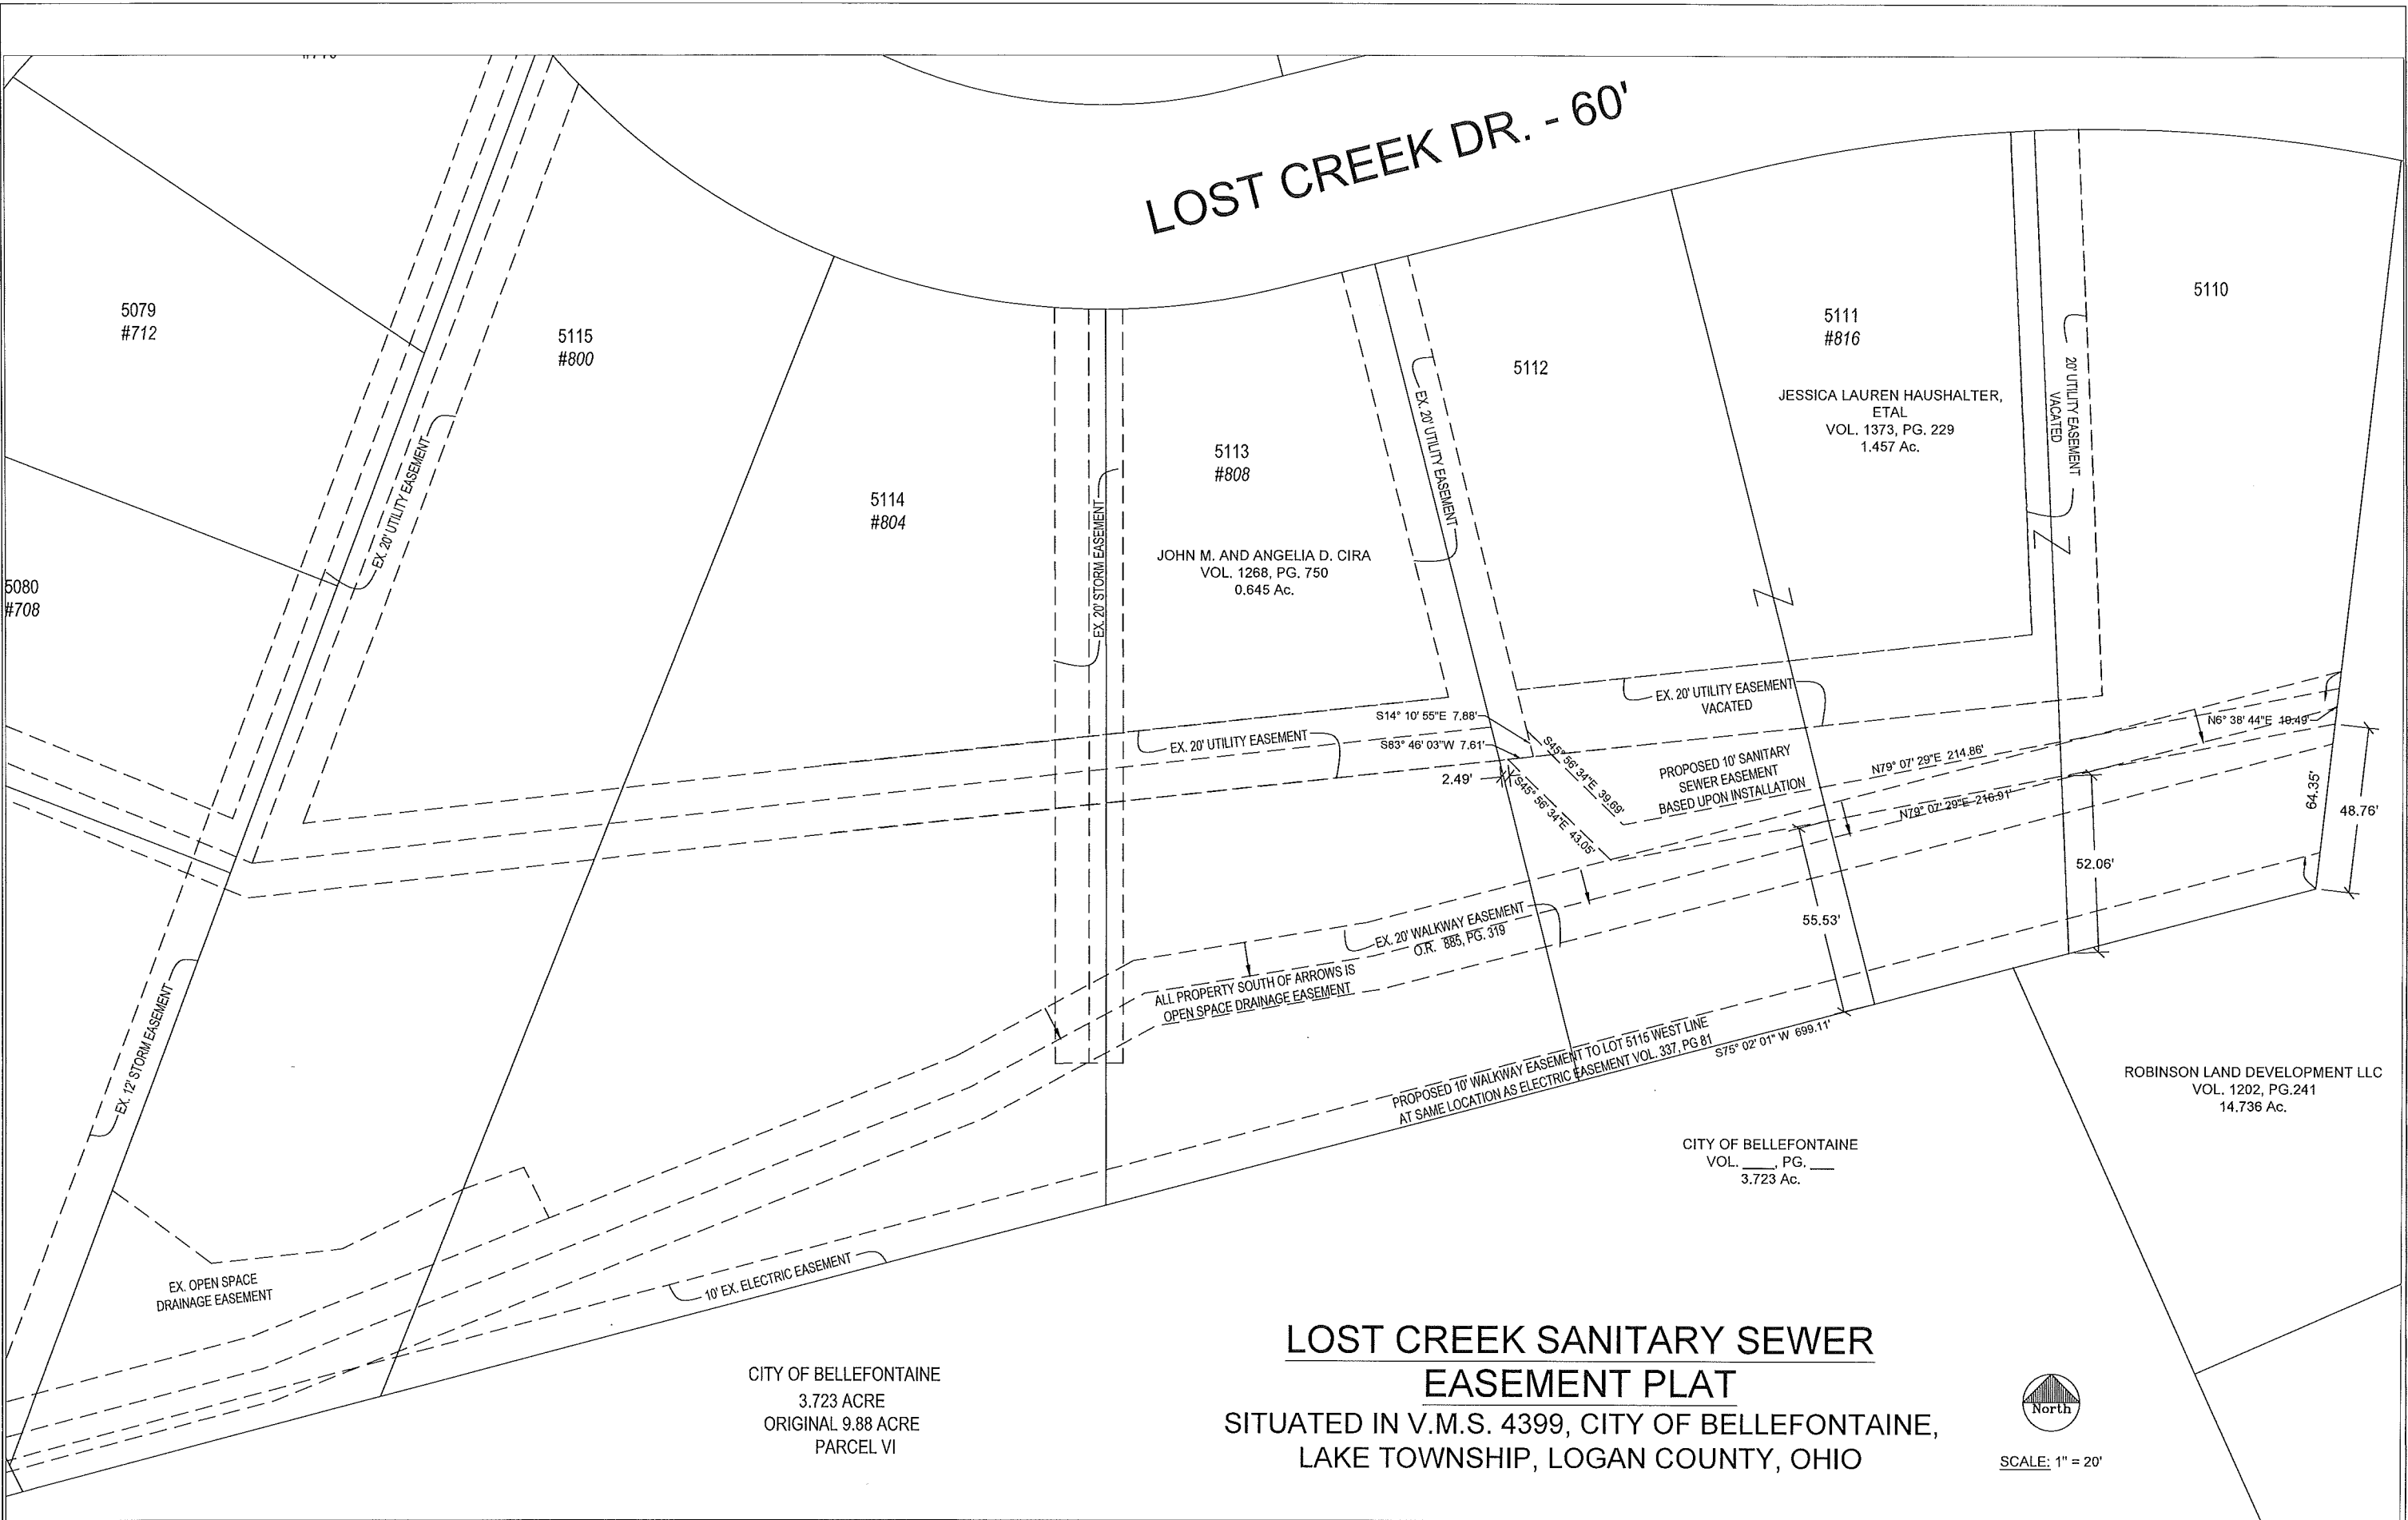 LOST CREEK DR. - 60'
5079
#712
5115
#800
5080
#708
5114
#804
5113
#808
JOHN M. AND ANGELIA D. CIRA
VOL. 1268, PG. 750
0.645 Ac.
5112
5111
#816
JESSICA LAUREN HAUSHALTER,
ETAL
VOL. 1373, PG. 229
1.457 Ac.
5110
EX. 20' UTILITY EASEMENT
EX. 20' STORM EASEMENT
EX. 20' UTILITY EASEMENT
20' UTILITY EASEMENT
VACATED
EX. 20' UTILITY EASEMENT
VACATED
S14° 10' 55"E 7.88'
S83° 46' 03"W 7.61'
2.49'
EX. 20' UTILITY EASEMENT
S45° 56' 34"E 39.69'
S45° 56' 34"E 43.05'
PROPOSED 10' SANITARY
SEWER EASEMENT
BASED UPON INSTALLATION
N79° 07' 29"E 214.86'
N79° 07' 29"E 216.91'
N6° 38' 44"E 10.49'
64.35'
48.76'
52.06'
55.53'
EX. 20' WALKWAY EASEMENT
O.R. 885, PG. 319
ALL PROPERTY SOUTH OF ARROWS IS
OPEN SPACE DRAINAGE EASEMENT
PROPOSED 10' WALKWAY EASEMENT TO LOT 5115 WEST LINE
AT SAME LOCATION AS ELECTRIC EASEMENT VOL. 337, PG 81
S75° 02' 01" W 699.11'
EX. 12' STORM EASEMENT
EX. OPEN SPACE
DRAINAGE EASEMENT
10' EX. ELECTRIC EASEMENT
ROBINSON LAND DEVELOPMENT LLC
VOL. 1202, PG.241
14.736 Ac.
CITY OF BELLEFONTAINE
VOL. ____, PG. ___
3.723 Ac.
CITY OF BELLEFONTAINE
3.723 ACRE
ORIGINAL 9.88 ACRE
PARCEL VI
LOST CREEK SANITARY SEWER
EASEMENT PLAT
SITUATED IN V.M.S. 4399, CITY OF BELLEFONTAINE,
LAKE TOWNSHIP, LOGAN COUNTY, OHIO
North
SCALE: 1" = 20'